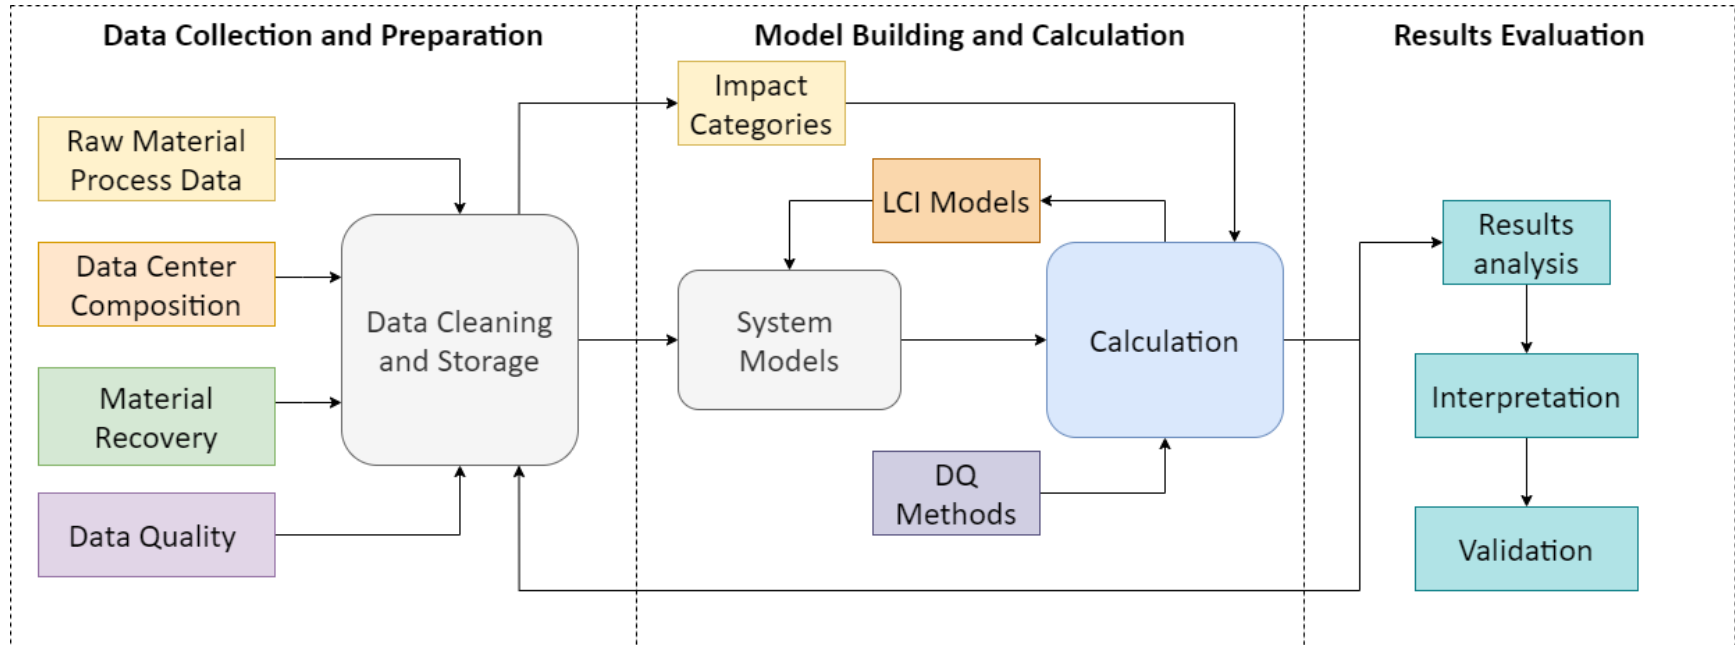 Data Collection and Preparation
Model Building and Calculation
Results Evaluation
Raw Material
Process Data
Data Center
Composition
Material
Recovery
Data Quality
Data Cleaning
and Storage
Impact
Categories
LCI Models
System
Models
Calculation
DQ
Methods
Results
analysis
Interpretation
Validation